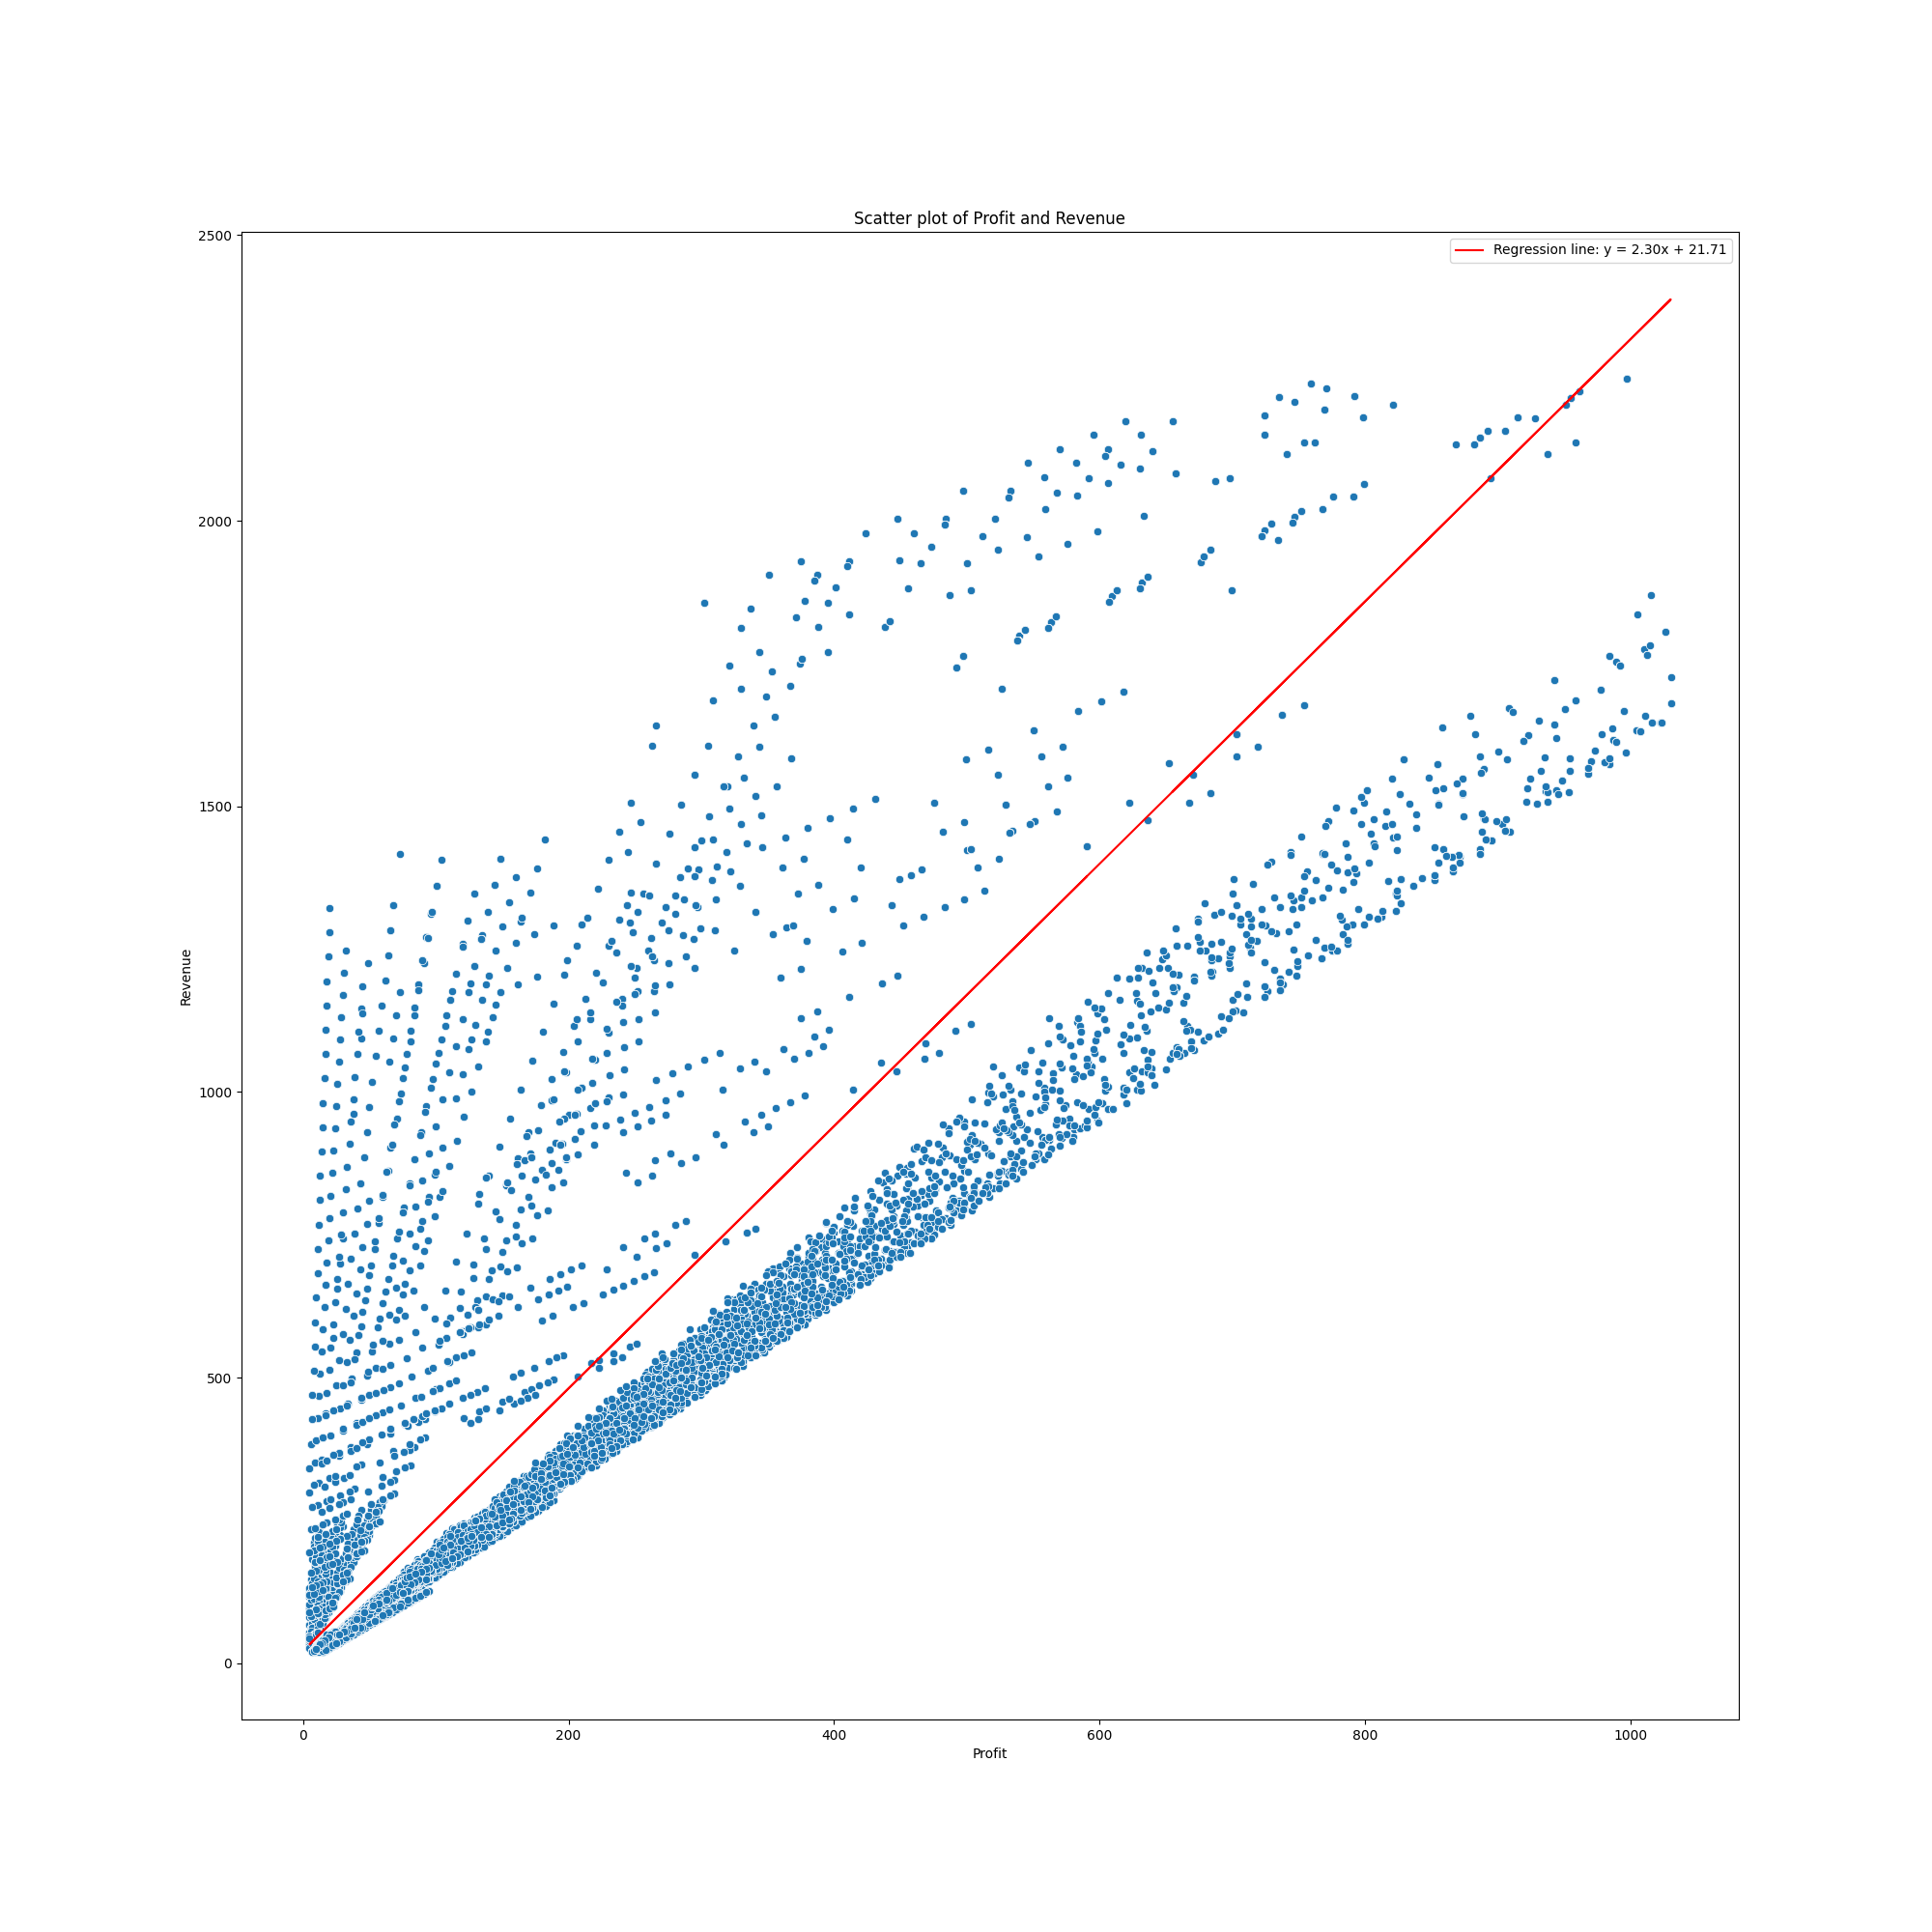 Scatter plot of Profit and Revenue
Regression line: y = 2.30x + 21.71
2500
2000
1500
1000
500
0
Revenue
0 200 400 600 800 1000
Profit